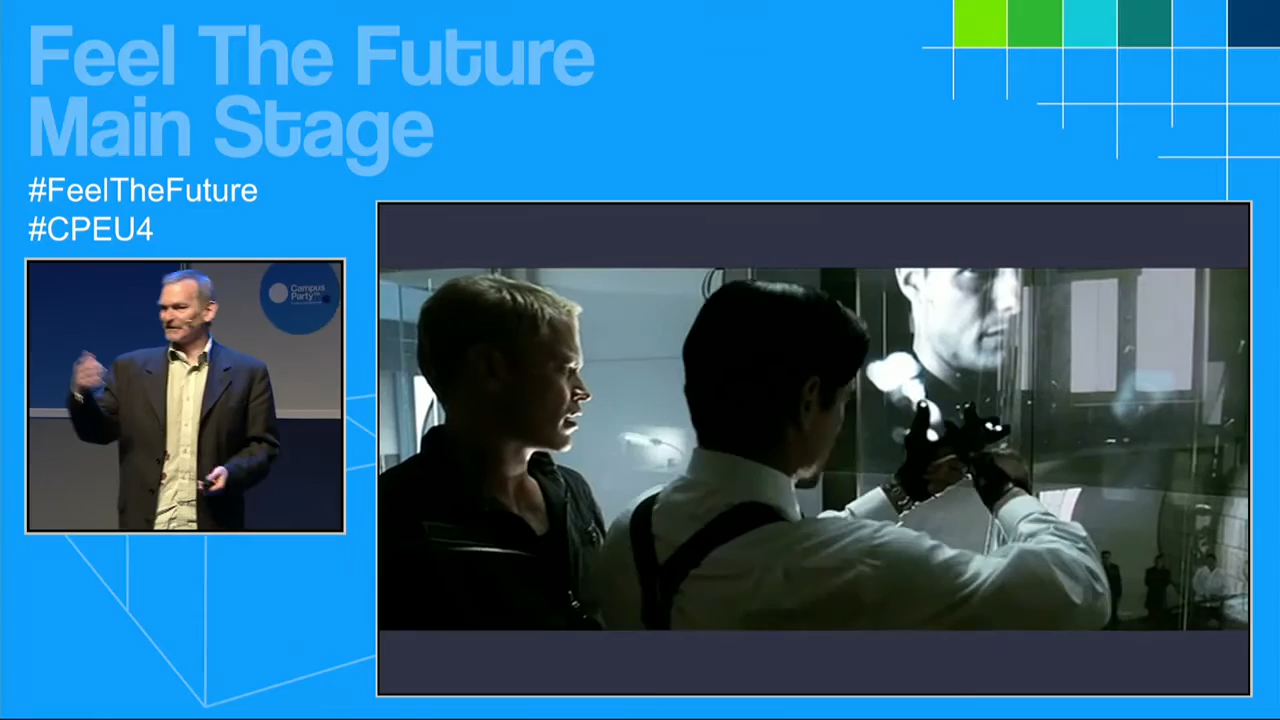 Feel The Future
Main Stage
#FeelTheFuture
#CPEU4
Campus
Party